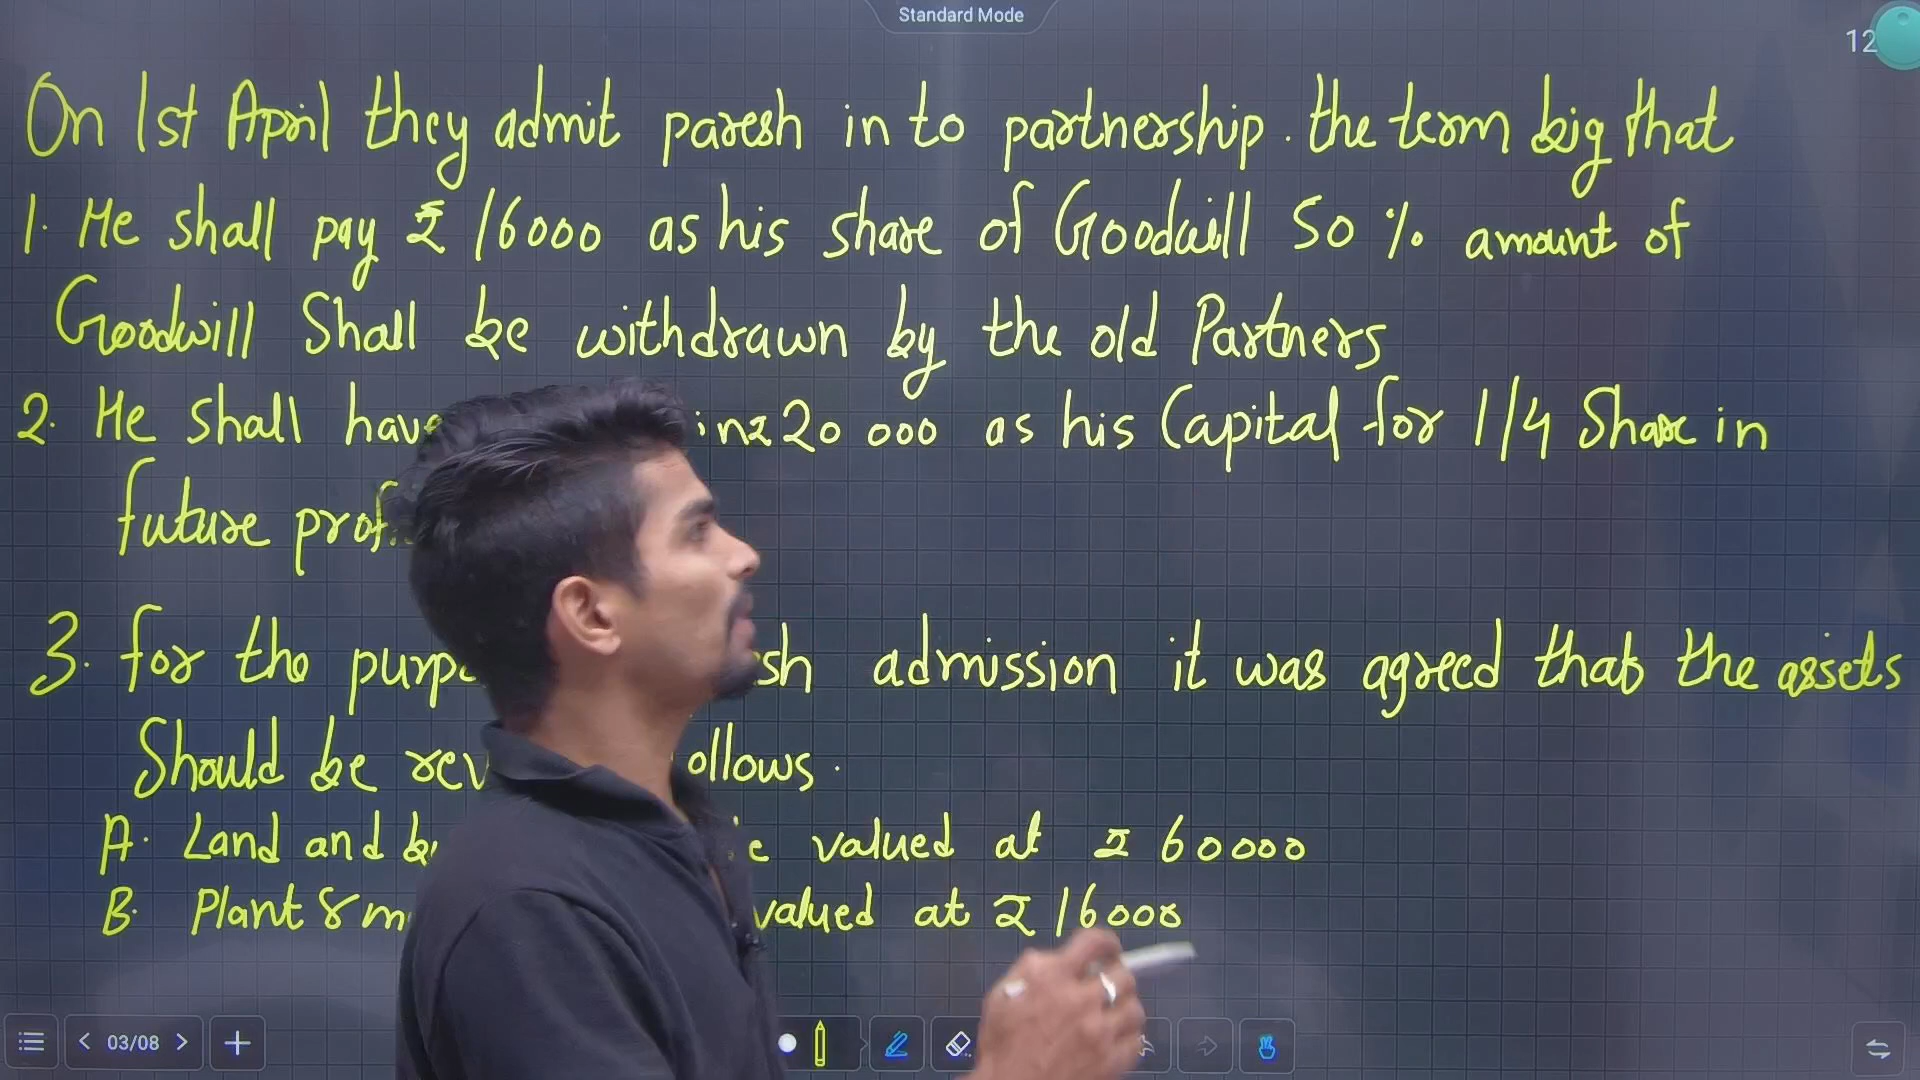 Standard Mode
12
On 1st April they admit paresh in to partnership. the term big that
1. He shall pay ₹ 16000 as his share of Goodwill 50 % amount of
Goodwill Shall be withdrawn by the old Partners
2. He shall have in ₹ 20 000 as his Capital for 1/4 Share in
future
3. for the admission it was agreed that the assets
Should be
A. Land and valued at ₹ 60000
B. Plant & valued at ₹ 16000
03/08